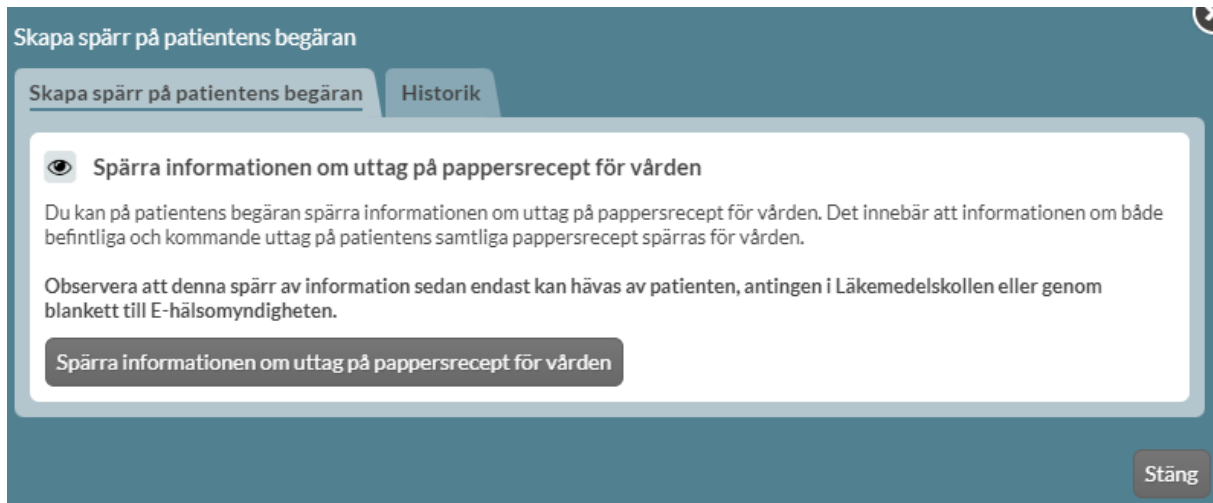 Skapa spärr på patientens begäran
Skapa spärr på patientens begäran
Historik
Spärra informationen om uttag på pappersrecept för vården
Du kan på patientens begäran spärra informationen om uttag på pappersrecept för vården. Det innebär att informationen om både
befintliga och kommande uttag på patientens samtliga pappersrecept spärras för vården.
Observera att denna spärr av information sedan endast kan hävas av patienten, antingen i Läkemedelskollen eller genom
blankett till E-hälsomyndigheten.
Spärra informationen om uttag på pappersrecept för vården
Stäng